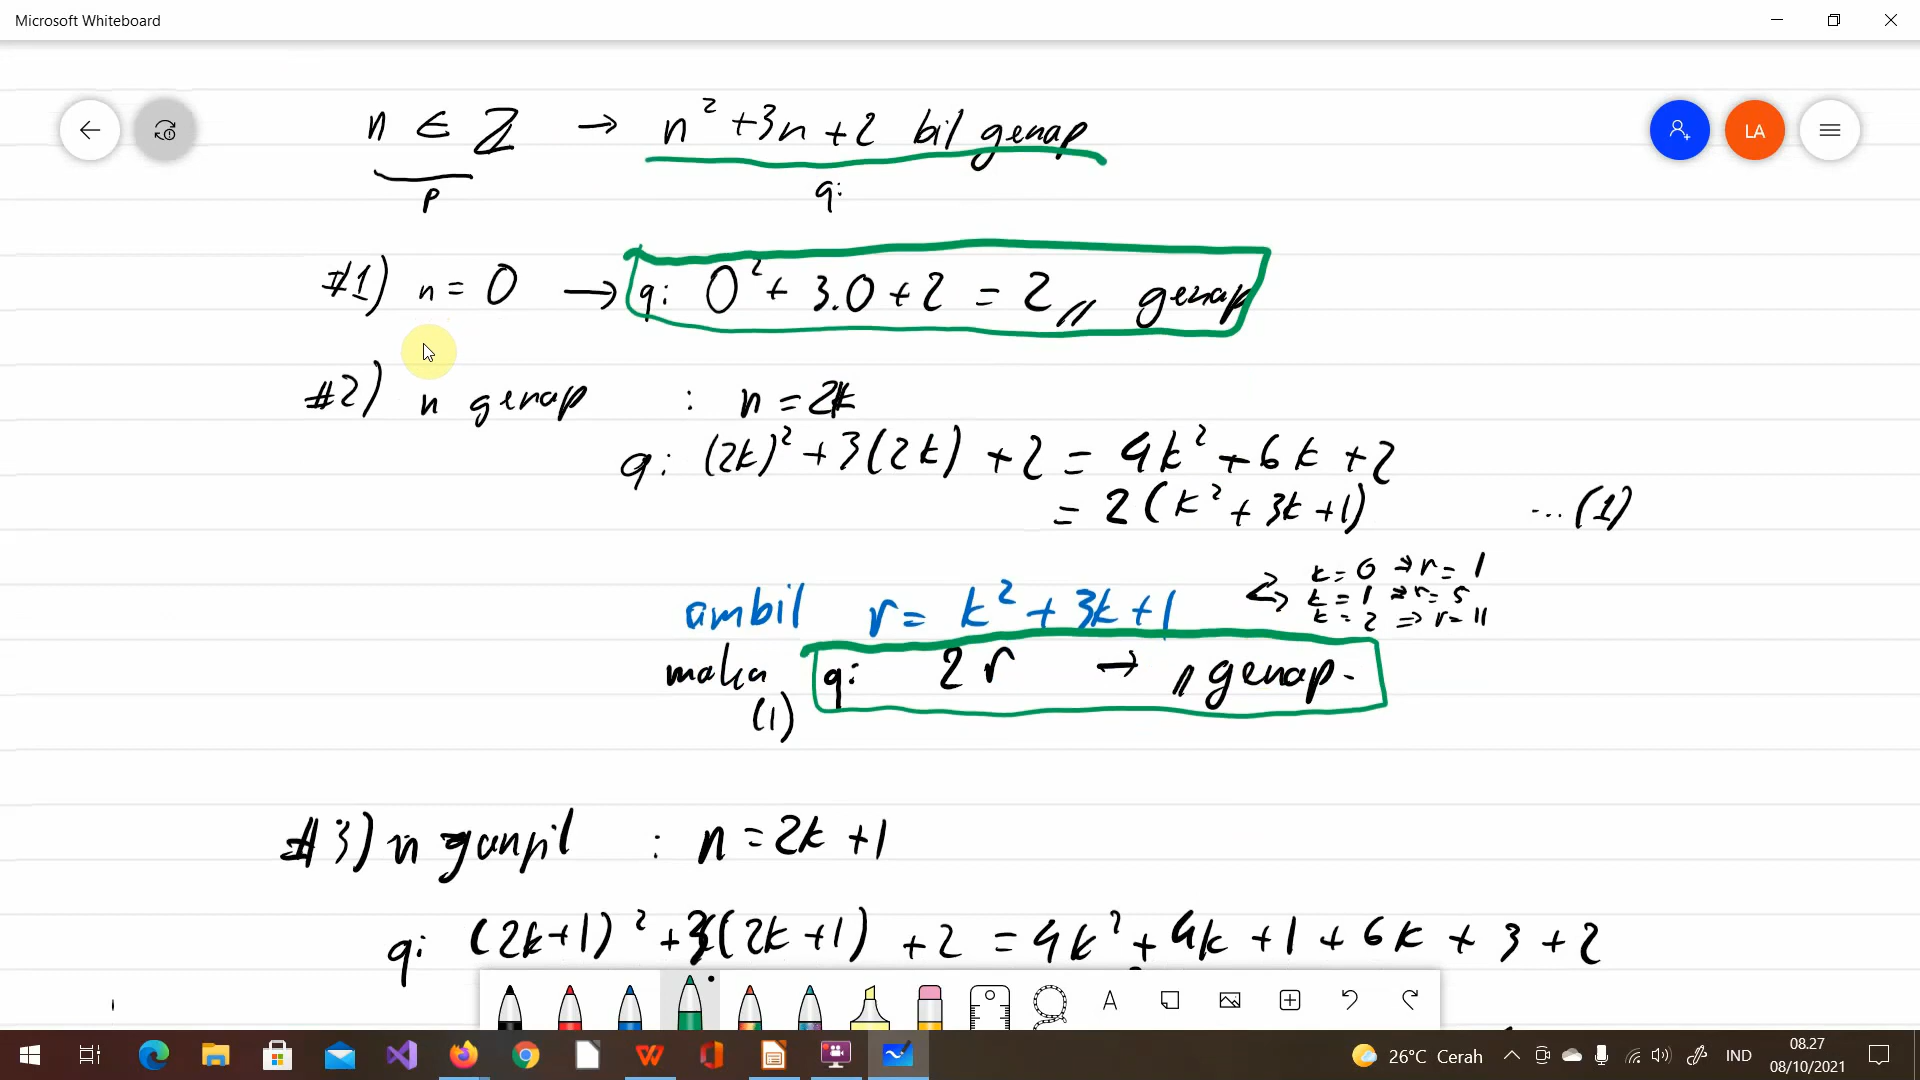 Microsoft Whiteboard
n ∈ ℤ → n² + 3n + 2 bil genap
p
q:
LA
#1) n = 0 → q: 0² + 3.0 + 2 = 2 // genap
#2) n genap : n = 2k
q: (2k)² + 3(2k) + 2 = 4k² + 6k + 2
= 2(k² + 3k + 1) ...(1)
k = 0 → r = 1
k = 1 → r = 5
k = 2 ⇒ r = 11
ambil r = k² + 3k + 1
maka q: 2r → // genap.
(1)
#3) n ganjil : n = 2k + 1
q: (2k+1)² + 3(2k+1) + 2 = 4k² + 4k + 1 + 6k + 3 + 2
A
26°C Cerah
IND
08.27
08/10/2021